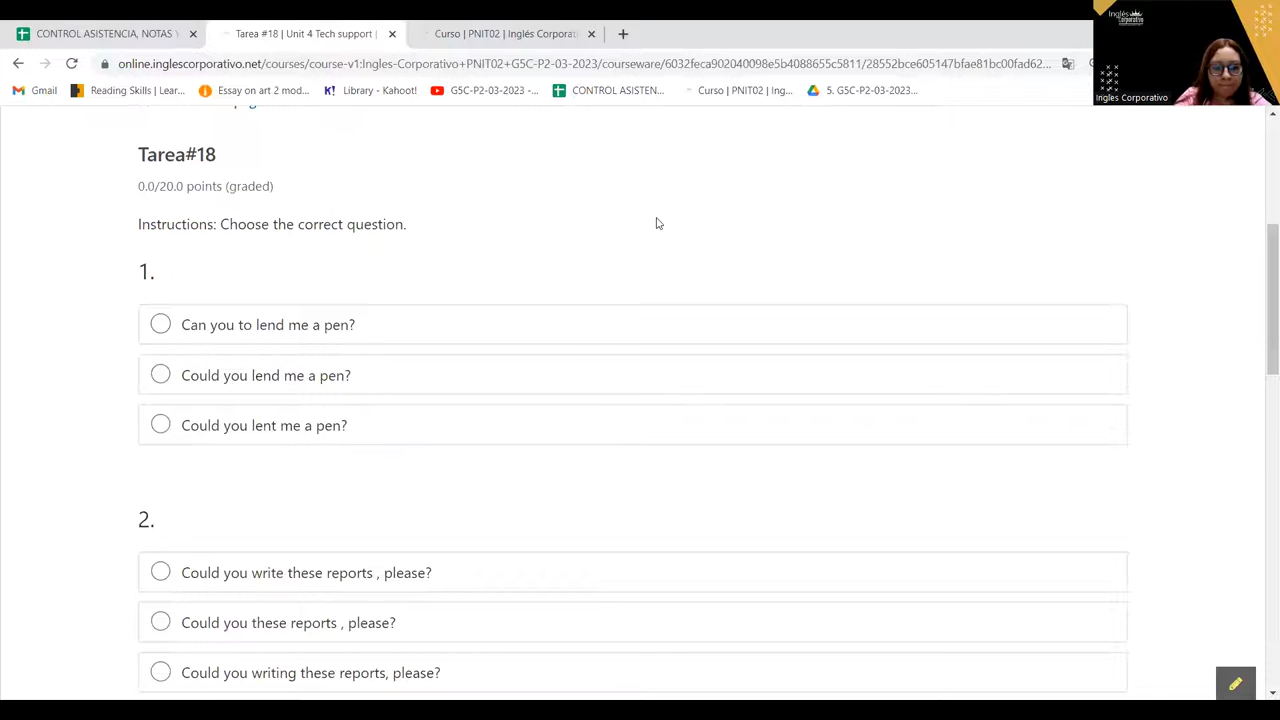 CONTROL ASISTENCIA, NOTAS
Tarea #18 | Unit 4 Tech support |
Curso | PNIT02 | Inglés Corporat
online.inglescorporativo.net/courses/course-v1:Ingles-Corporativo+PNIT02+G5C-P2-03-2023/courseware/6032feca902040098e5b4088655c5811/28552bce605147bfae81bc00fad62...
Gmail
Reading Skills | Lear...
Essay on art 2 mod...
Library - Kahoot!
G5C-P2-03-2023 -...
CONTROL ASISTEN...
Curso | PNIT02 | Ing...
5. G5C-P2-03-2023...
Inglés
Corporativo
Ingles Corporativo
Tarea#18
0.0/20.0 points (graded)
Instructions: Choose the correct question.
1.
Can you to lend me a pen?
Could you lend me a pen?
Could you lent me a pen?
2.
Could you write these reports , please?
Could you these reports , please?
Could you writing these reports, please?